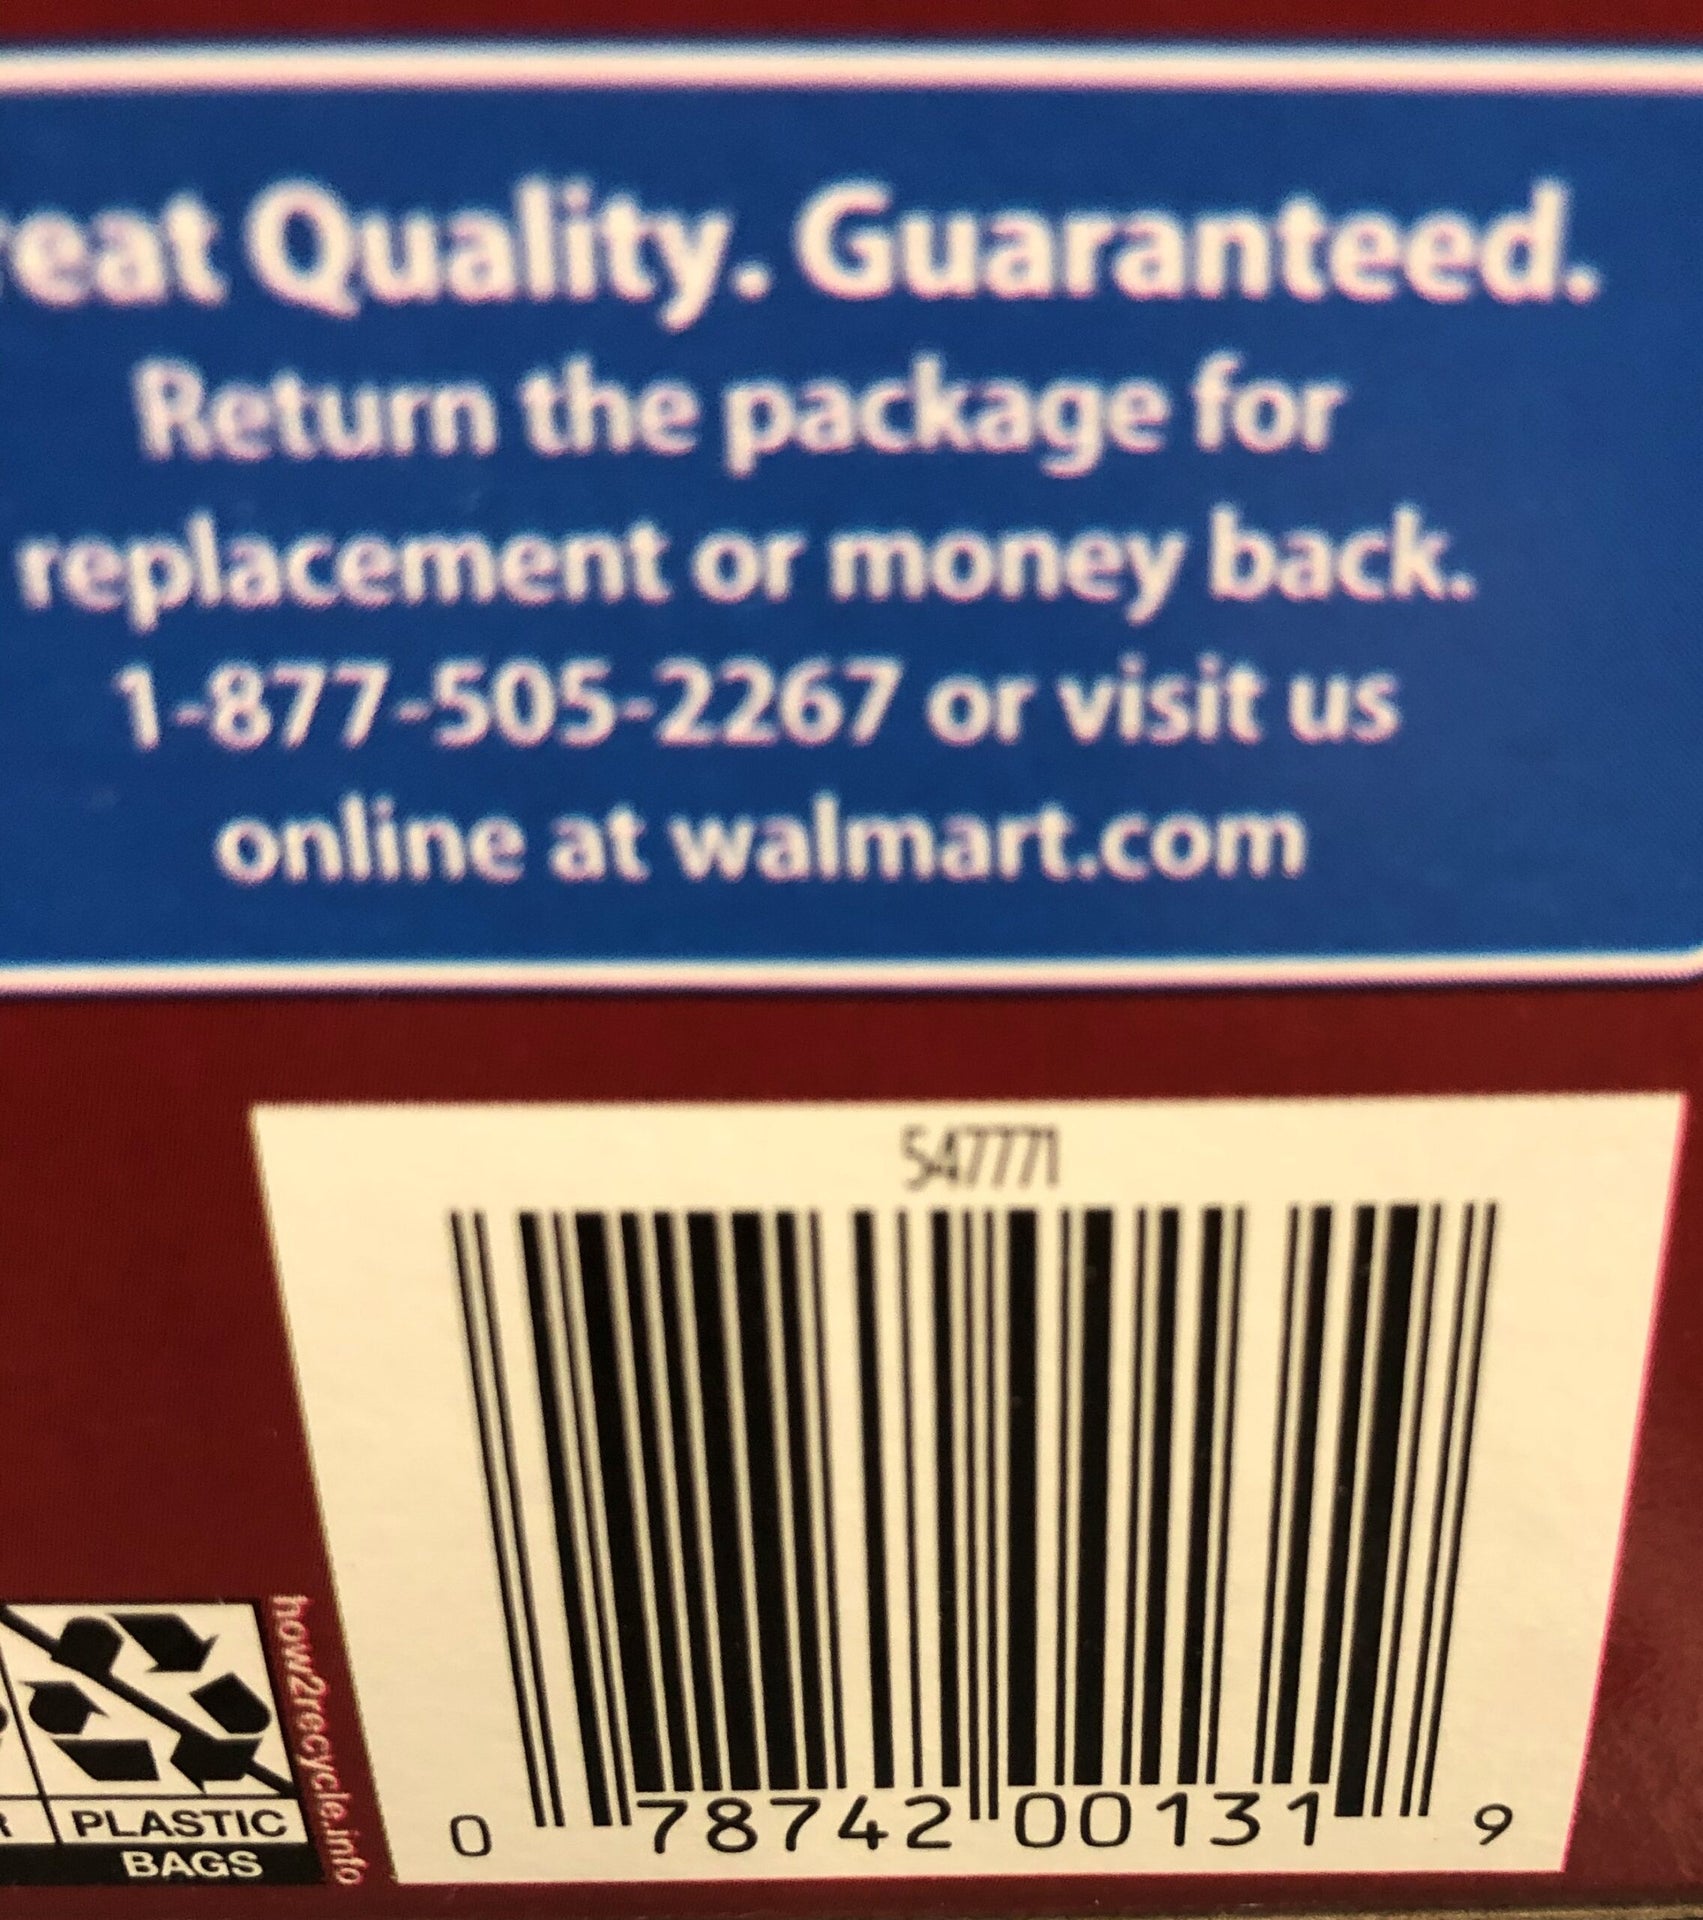 eat Quality. Guaranteed.
Return the package for
replacement or money back.
1-877-505-2267 or visit us
online at walmart.com
547771
0 78742 00131 9
how2recycle.info
PLASTIC
BAGS